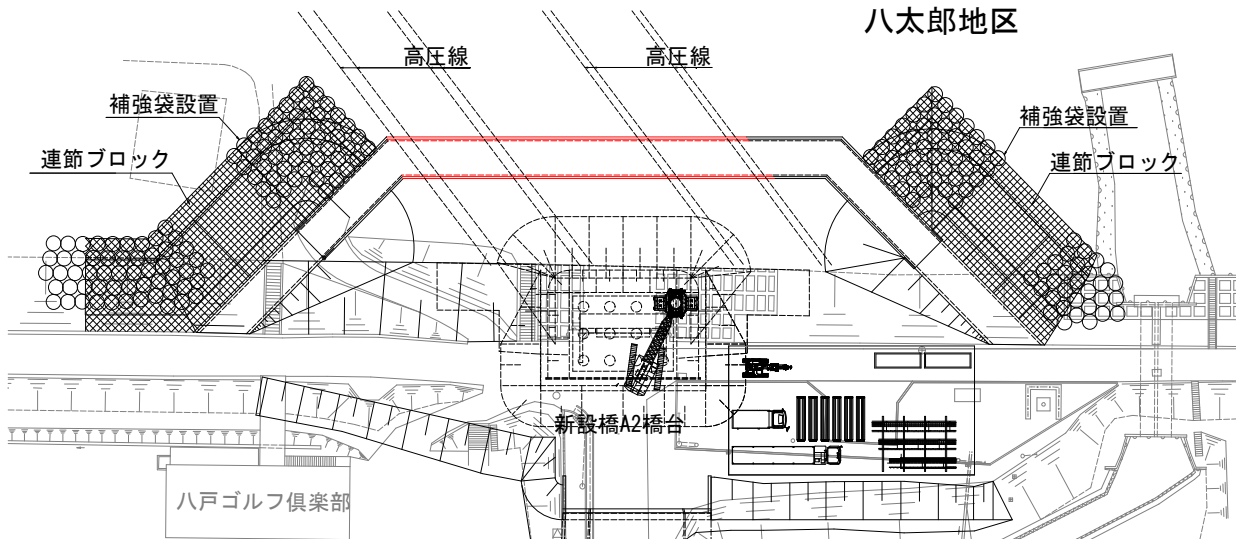 八太郎地区
高圧線
高圧線
補強袋設置
補強袋設置
連節ブロック
連節ブロック
新設橋A2橋台
八戸ゴルフ倶楽部